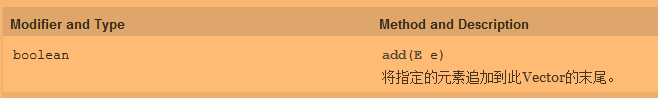 Modifier and Type Method and Description
boolean add(E e)
将指定的元素追加到此Vector的末尾。